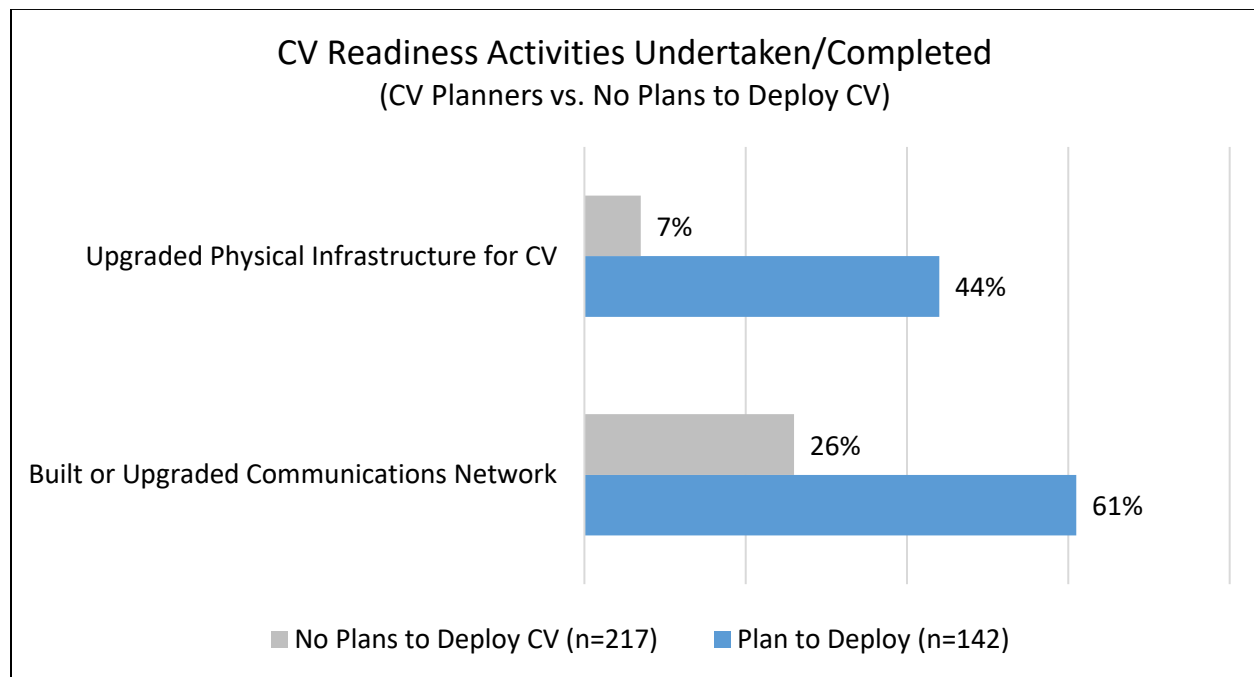 CV Readiness Activities Undertaken/Completed
(CV Planners vs. No Plans to Deploy CV)
Upgraded Physical Infrastructure for CV
7%
44%
Built or Upgraded Communications Network
26%
61%
No Plans to Deploy CV (n=217)
Plan to Deploy (n=142)